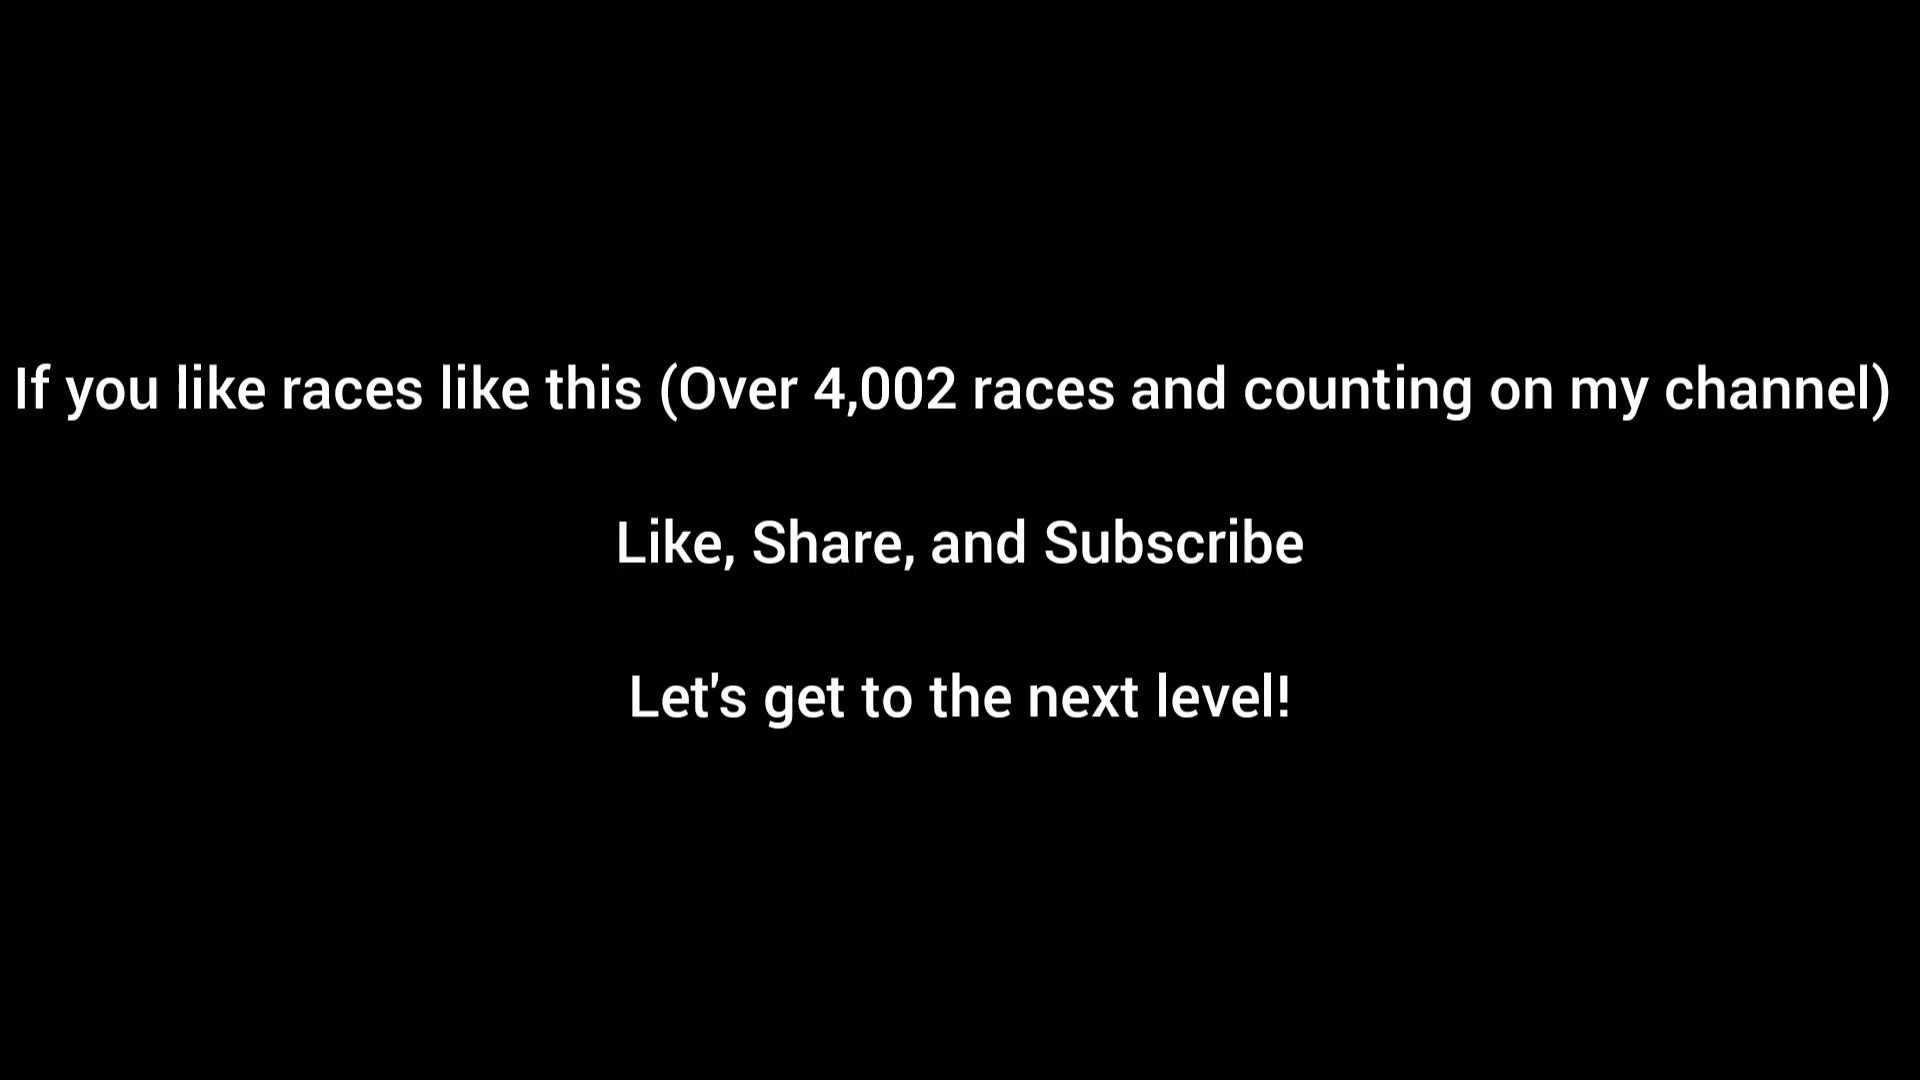 If you like races like this (Over 4,002 races and counting on my channel)
Like, Share, and Subscribe
Let's get to the next level!